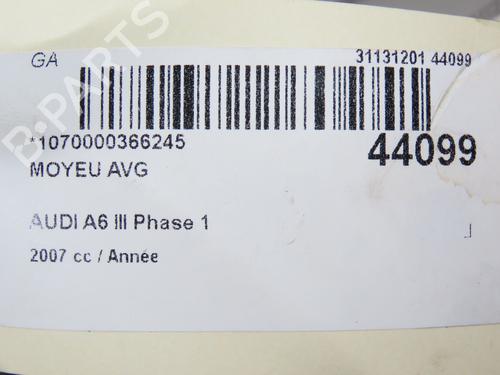 GA 31131201 44099
*1070000366245 44099
MOYEU AVG
AUDI A6 III Phase 1
2007 cc / Année
B-PARTS